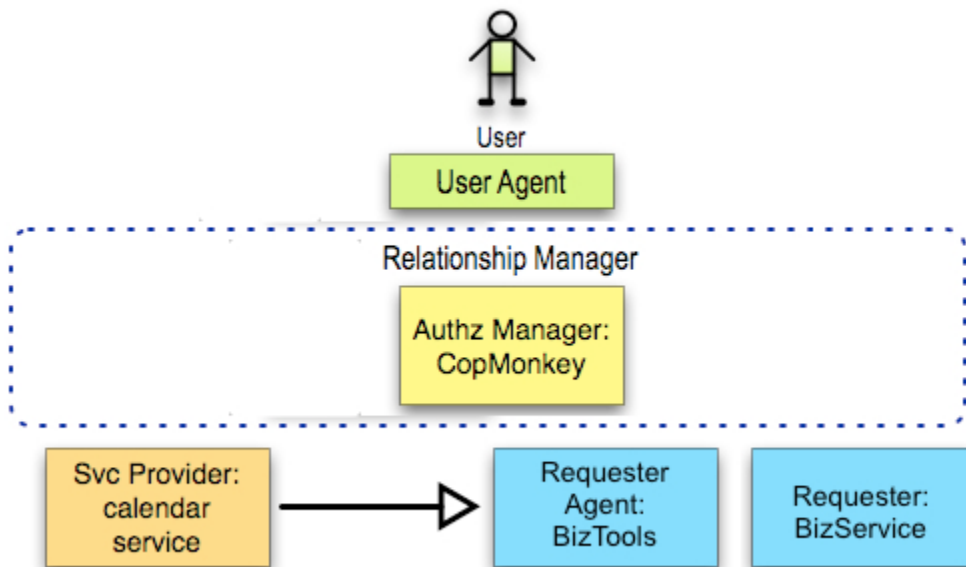 User
User Agent
Relationship Manager
Authz Manager:
CopMonkey
Svc Provider:
calendar
service
Requester
Agent:
BizTools
Requester:
BizService